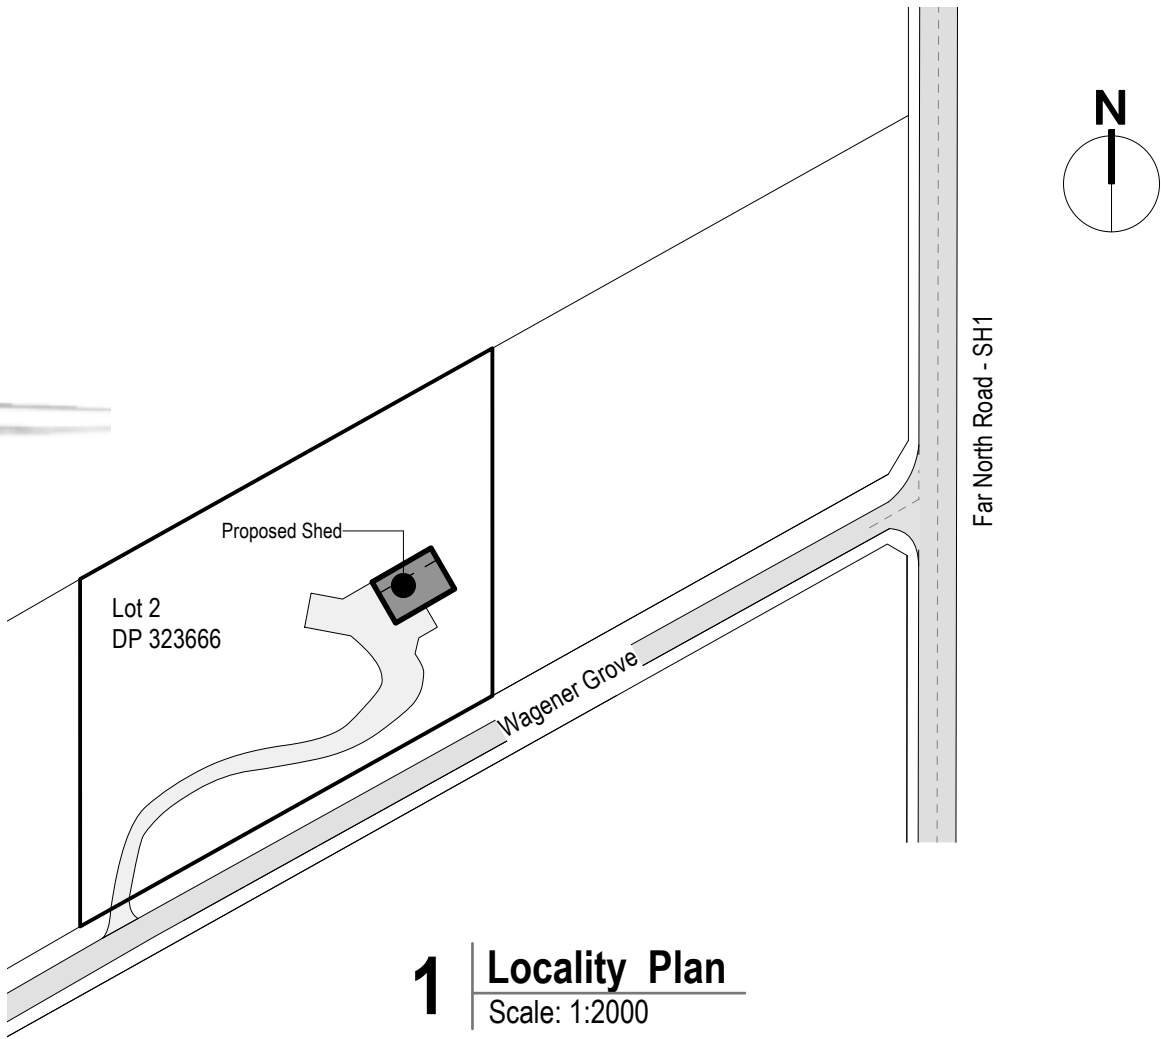 N
Far North Road - SH1
Proposed Shed
Lot 2
DP 323666
Wagener Grove
1
Locality Plan
Scale: 1:2000